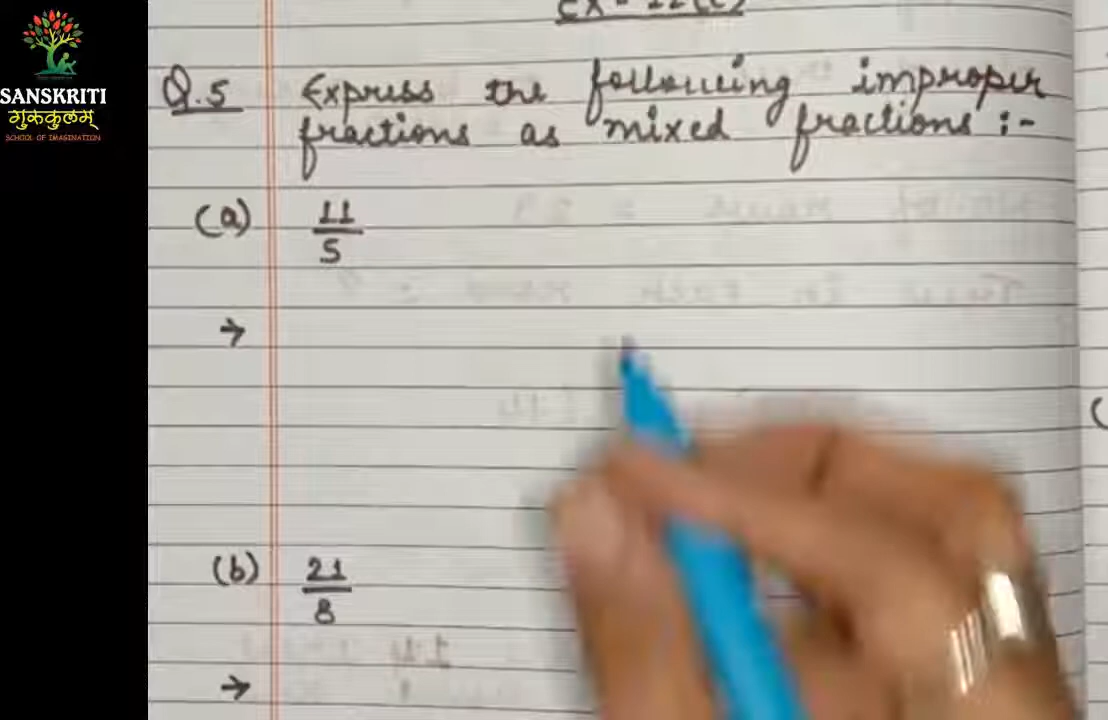 SANSKRITI
गुरुकुलम्
SCHOOL OF IMAGINATION
Q.5 Express the following improper
fractions as mixed fractions :-
(a) 11/5
→
(b) 21/8
→